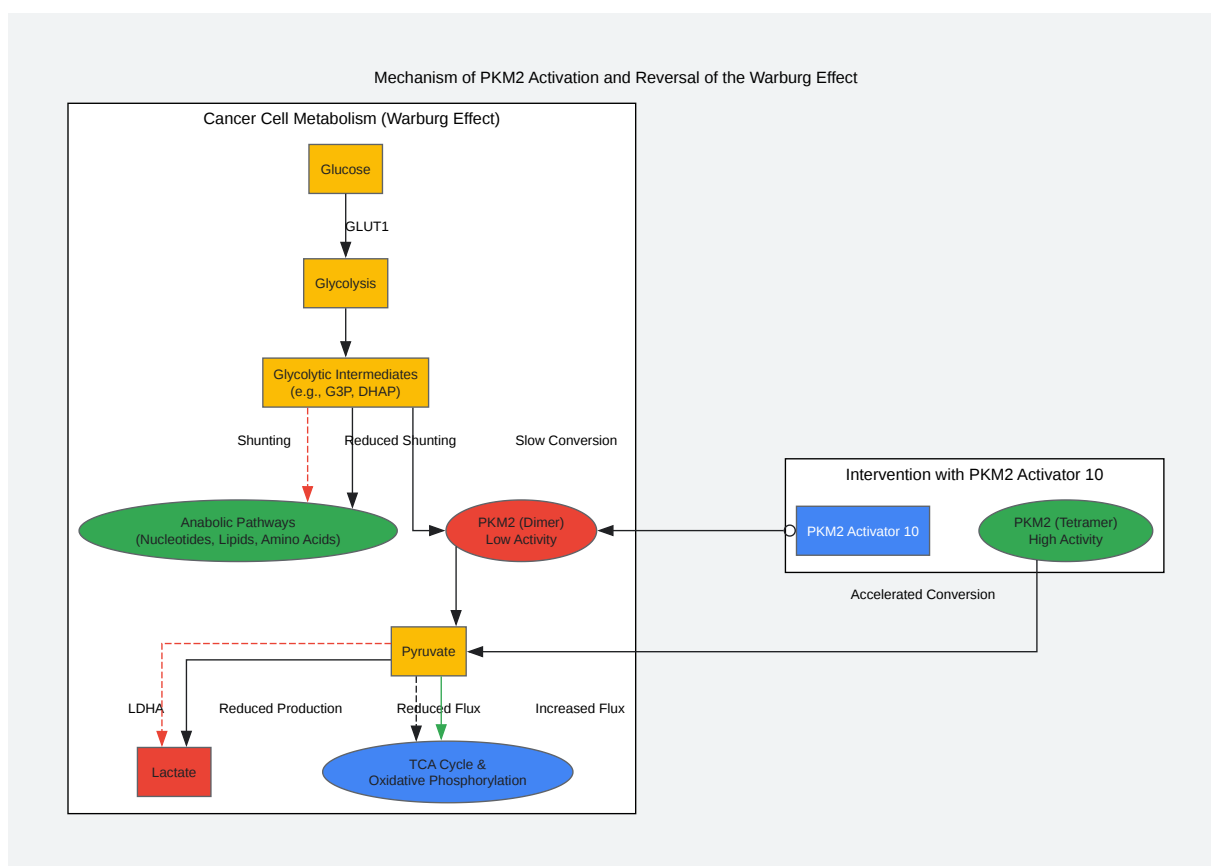 Mechanism of PKM2 Activation and Reversal of the Warburg Effect
Cancer Cell Metabolism (Warburg Effect)
Glucose
GLUT1
Glycolysis
Glycolytic Intermediates
(e.g., G3P, DHAP)
Shunting
Reduced Shunting
Slow Conversion
Anabolic Pathways
(Nucleotides, Lipids, Amino Acids)
PKM2 (Dimer)
Low Activity
Intervention with PKM2 Activator 10
PKM2 Activator 10
PKM2 (Tetramer)
High Activity
Accelerated Conversion
Pyruvate
LDHA
Reduced Production
Reduced Flux
Increased Flux
Lactate
TCA Cycle &
Oxidative Phosphorylation